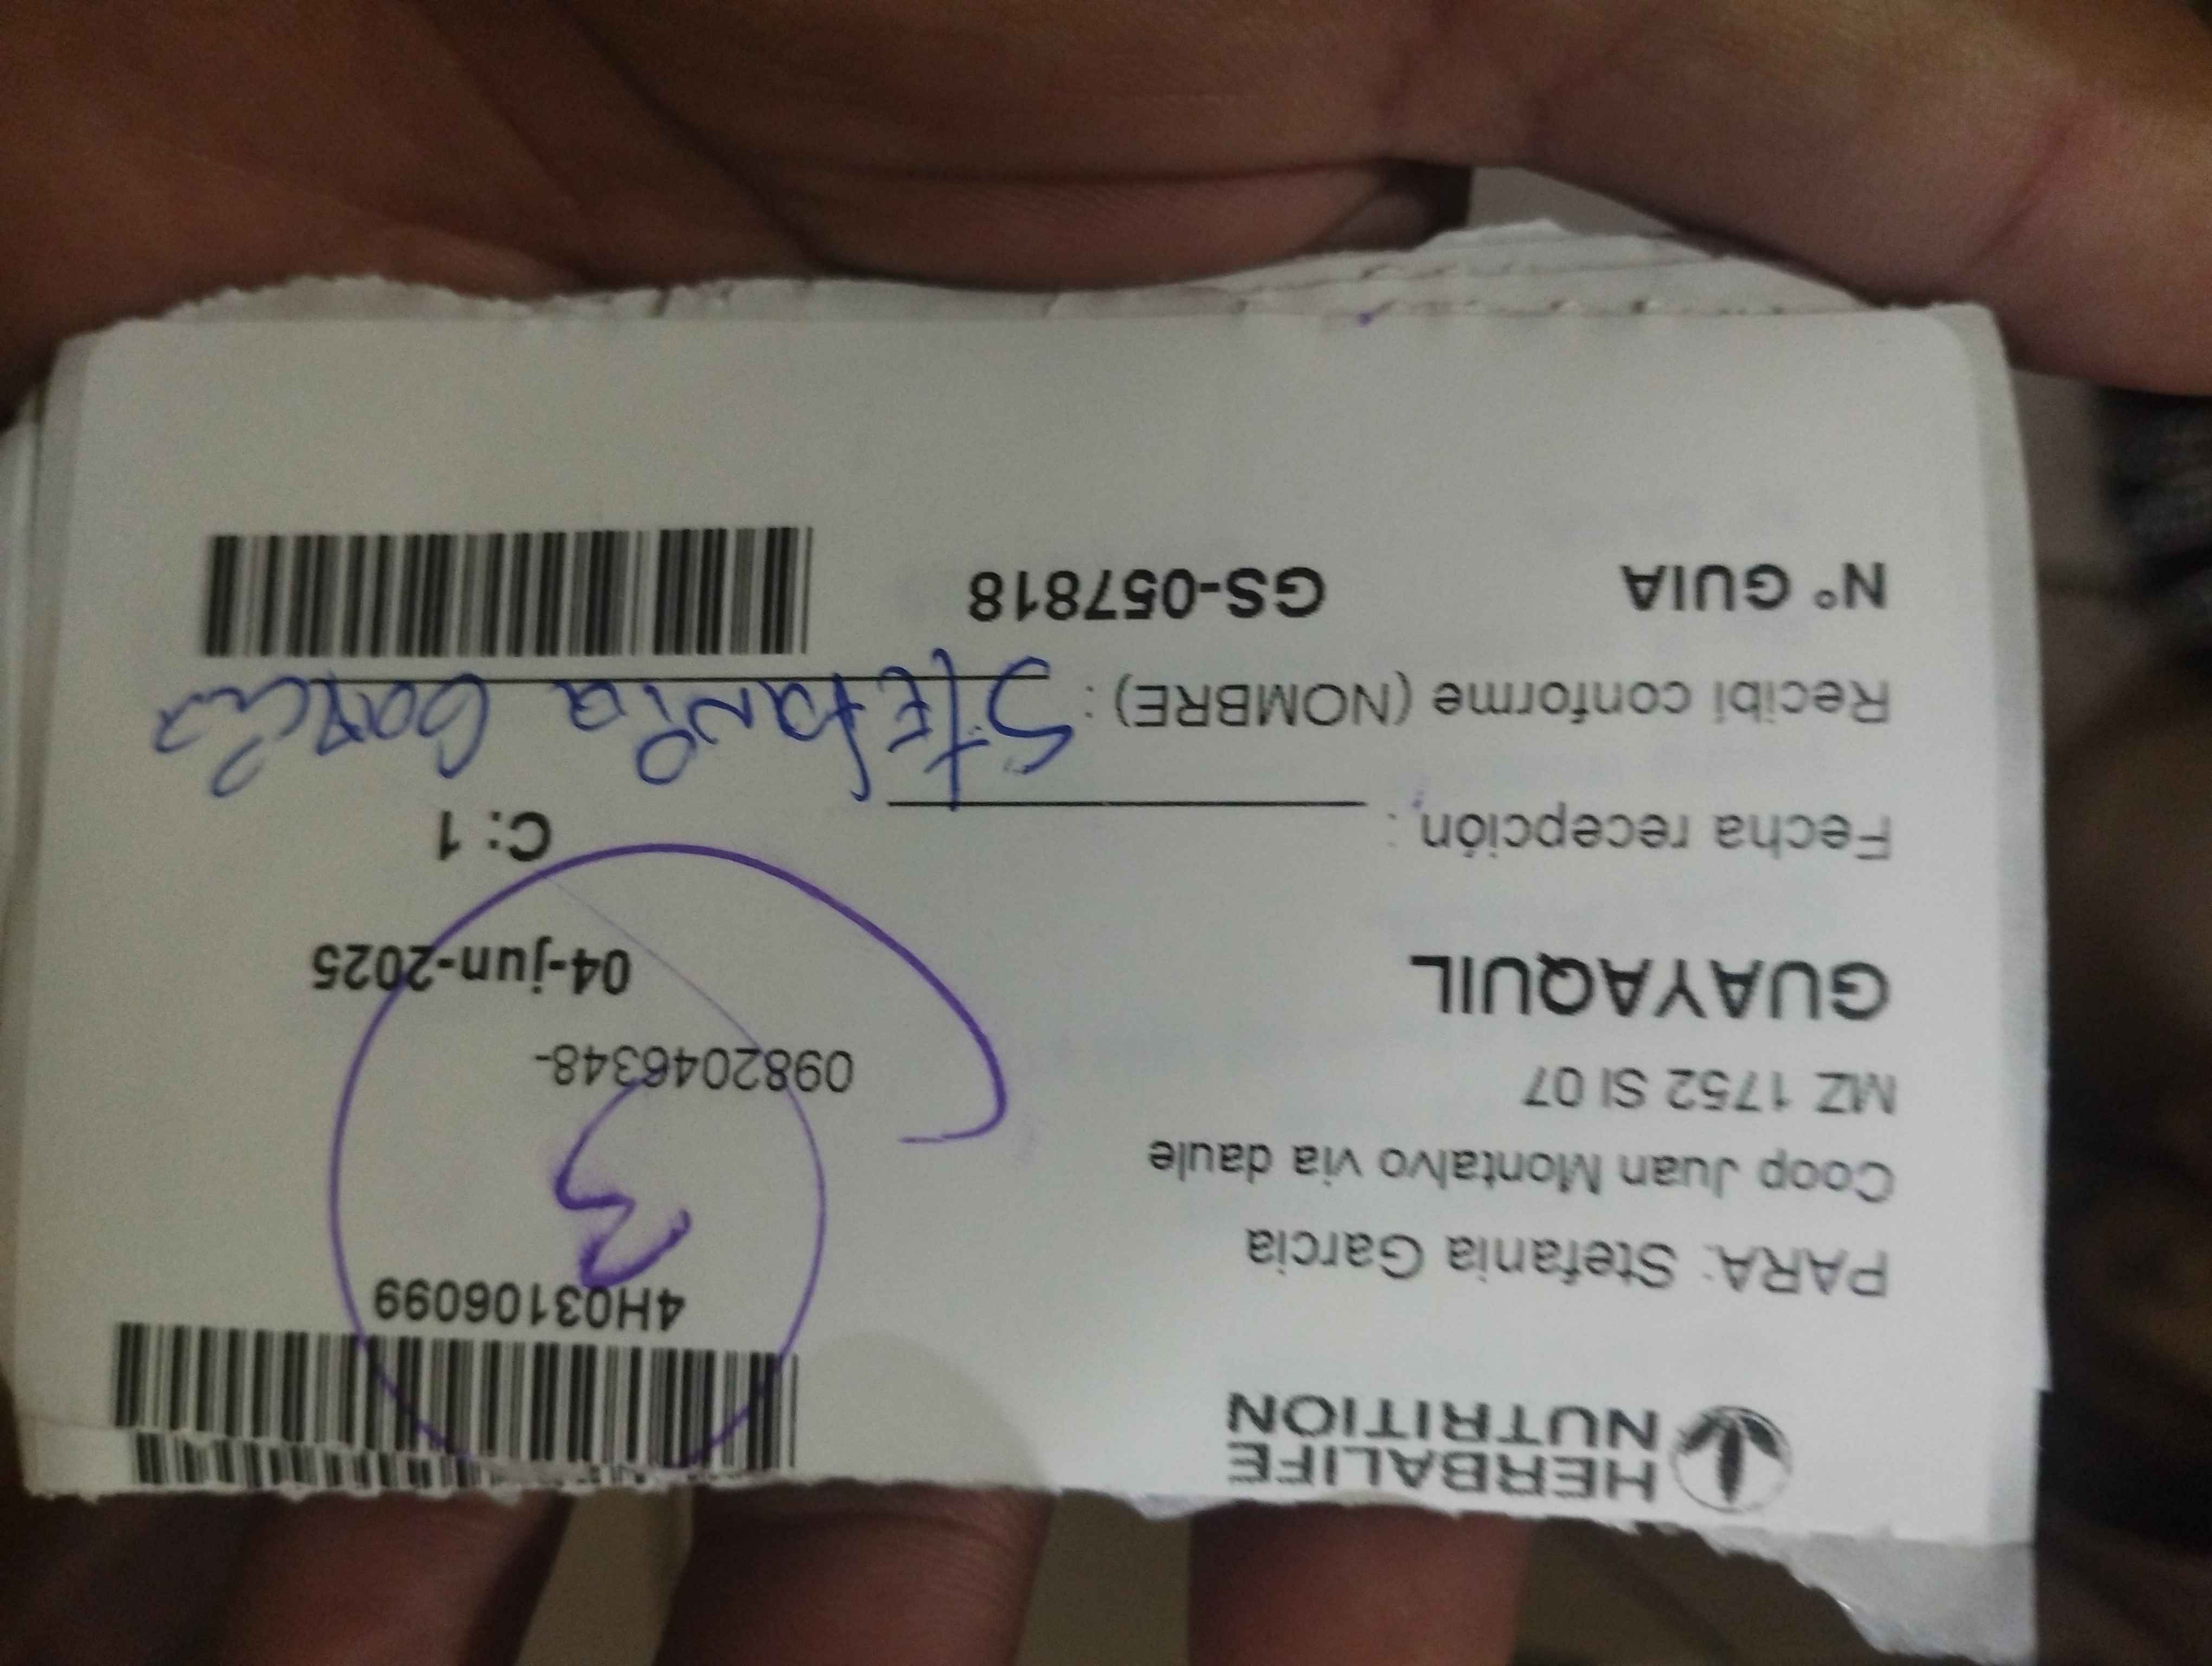 HERBALIFE
NUTRITION
4H03106099
PARA: Stefania Garcia
3
Coop Juan Montalvo via daule
MZ 1752 Sl 07
0982046348-
GUAYAQUIL
04-jun-2025
Fecha recepción :
C: 1
Recibi conforme (NOMBRE) : Stefania Garcia
N° GUIA GS-057818